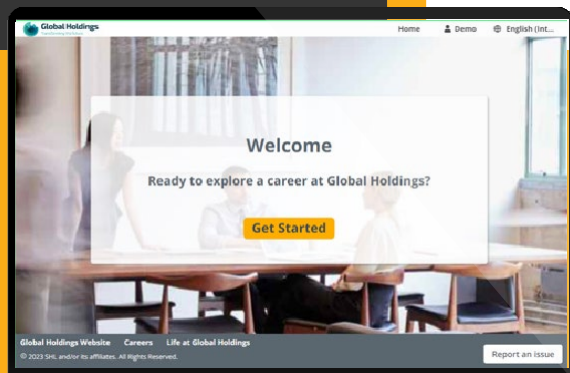 Global Holdings
Home Demo English (Int...
Welcome
Ready to explore a career at Global Holdings?
Get Started
Global Holdings Website Careers Life at Global Holdings
© 2023 SHL and/or its affiliates. All Rights Reserved.
Report an issue